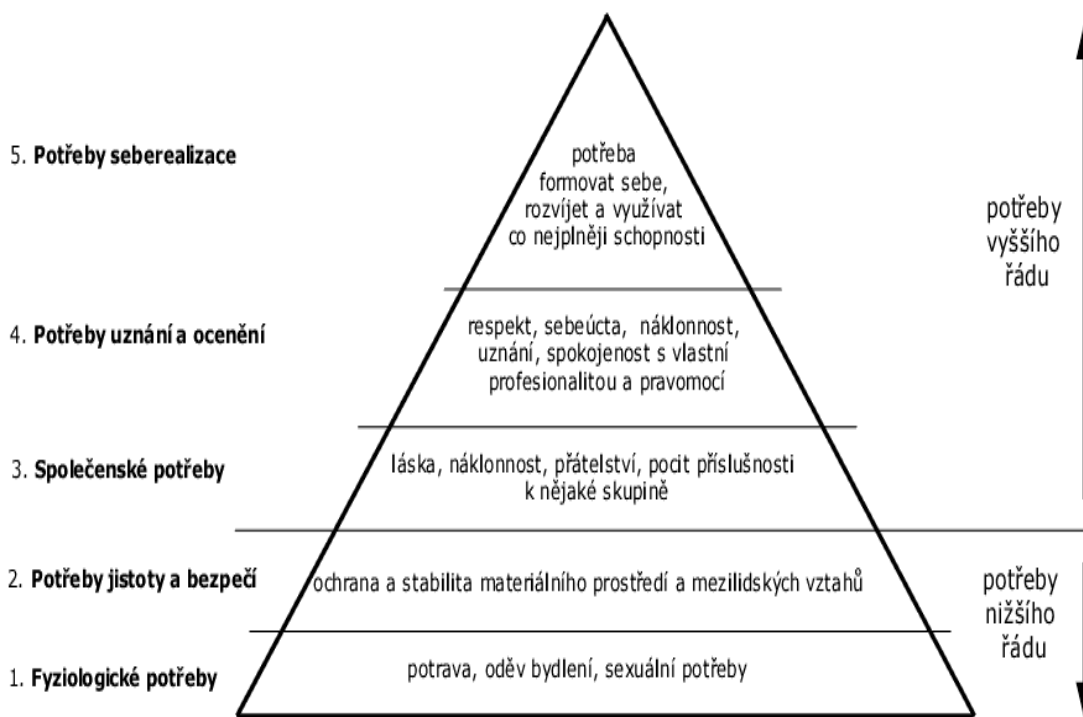 5. Potřeby seberealizace
potřeba
formovat sebe,
rozvíjet a využívat
co nejplněji schopnosti
potřeby
vyššího
řádu
4. Potřeby uznání a ocenění
respekt, sebeúcta, náklonnost,
uznání, spokojenost s vlastní
profesionalitou a pravomocí
3. Společenské potřeby
láska, náklonnost, přátelství, pocit příslušnosti
k nějaké skupině
2. Potřeby jistoty a bezpečí
ochrana a stabilita materiálního prostředí a mezilidských vztahů
potřeby
nižšího
řádu
1. Fyziologické potřeby
potrava, oděv bydlení, sexuální potřeby